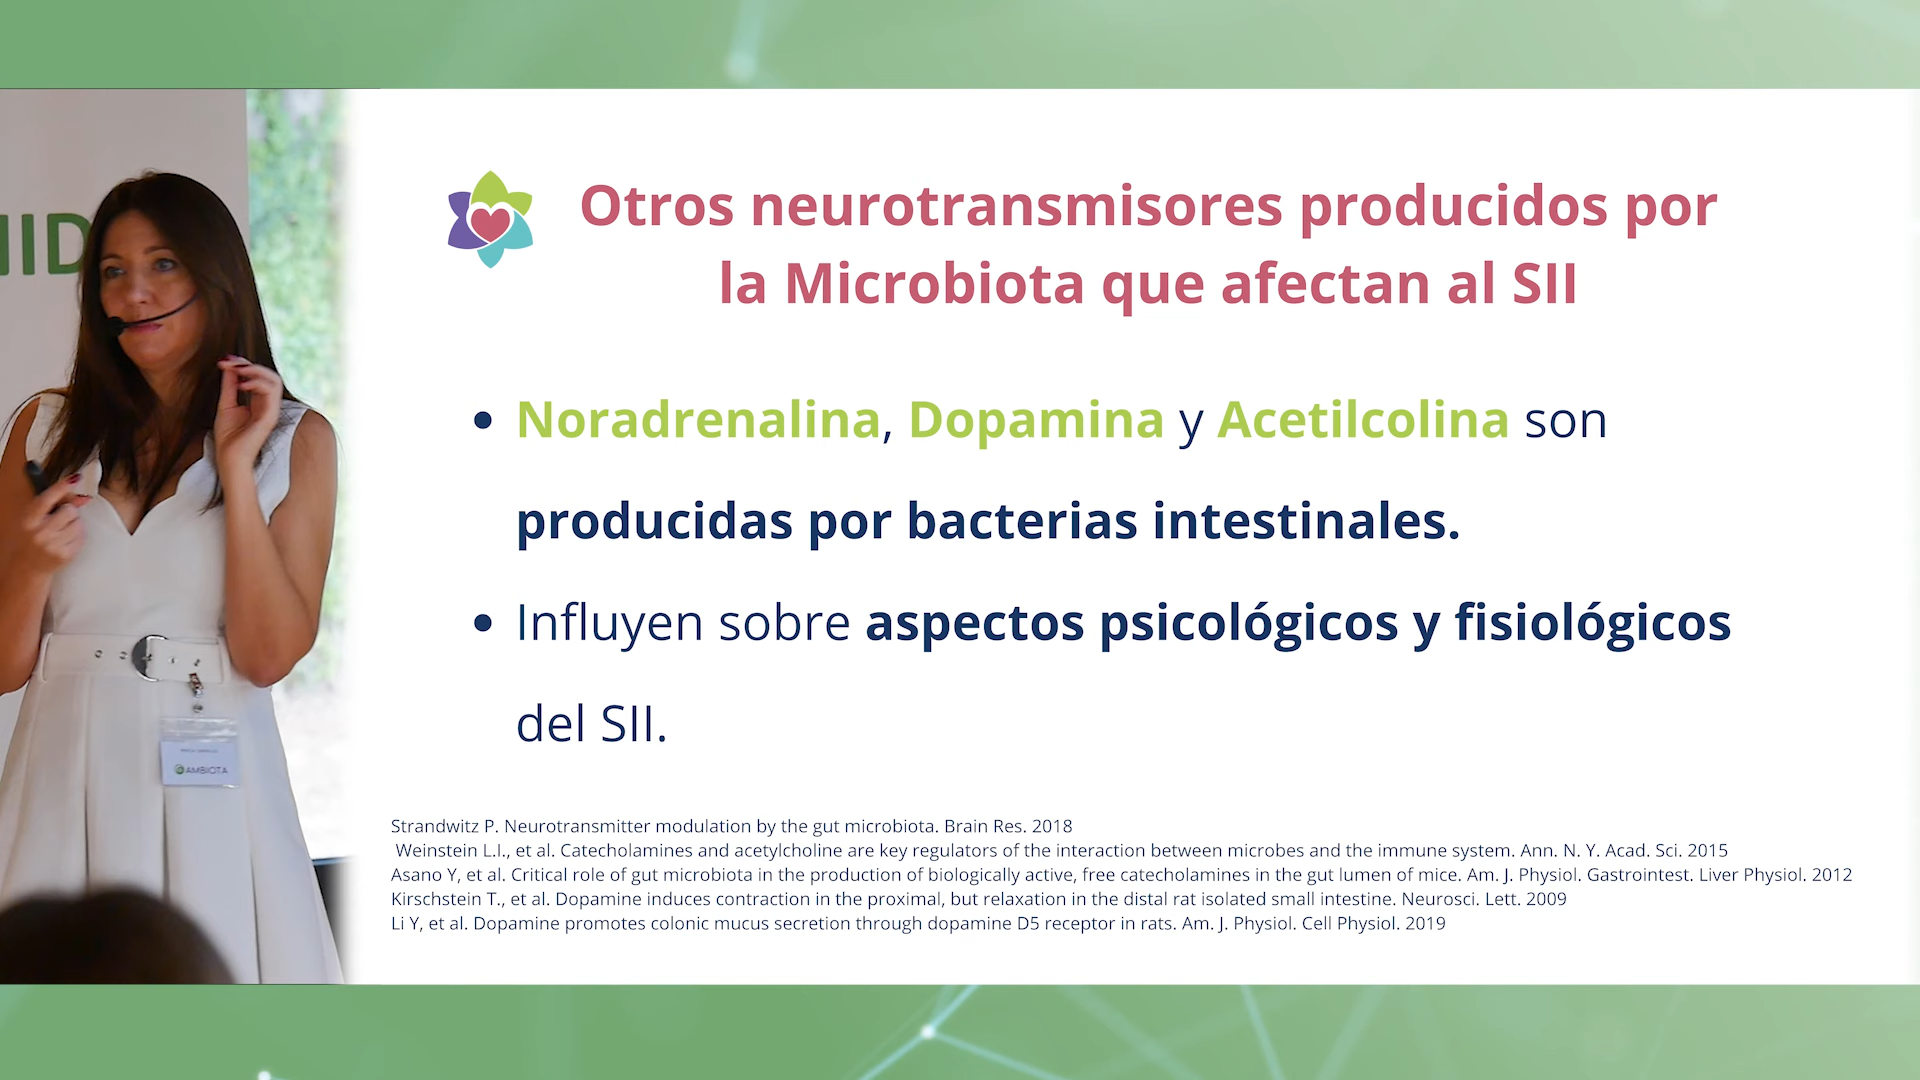 Otros neurotransmisores producidos por
la Microbiota que afectan al SII
• Noradrenalina, Dopamina y Acetilcolina son
producidas por bacterias intestinales.
• Influyen sobre aspectos psicológicos y fisiológicos
del SII.
Strandwitz P. Neurotransmitter modulation by the gut microbiota. Brain Res. 2018
Weinstein L.I., et al. Catecholamines and acetylcholine are key regulators of the interaction between microbes and the immune system. Ann. N. Y. Acad. Sci. 2015
Asano Y, et al. Critical role of gut microbiota in the production of biologically active, free catecholamines in the gut lumen of mice. Am. J. Physiol. Gastrointest. Liver Physiol. 2012
Kirschstein T., et al. Dopamine induces contraction in the proximal, but relaxation in the distal rat isolated small intestine. Neurosci. Lett. 2009
Li Y, et al. Dopamine promotes colonic mucus secretion through dopamine D5 receptor in rats. Am. J. Physiol. Cell Physiol. 2019
AMBIOTA